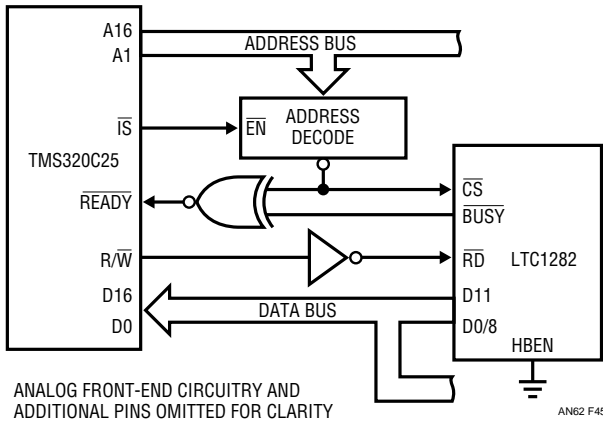 A16
A1
ADDRESS BUS
IS
EN
ADDRESS
DECODE
TMS320C25
READY
CS
BUSY
R/W
RD
LTC1282
D16
D0
DATA BUS
D11
D0/8
HBEN
ANALOG FRONT-END CIRCUITRY AND
ADDITIONAL PINS OMITTED FOR CLARITY
AN62 F45